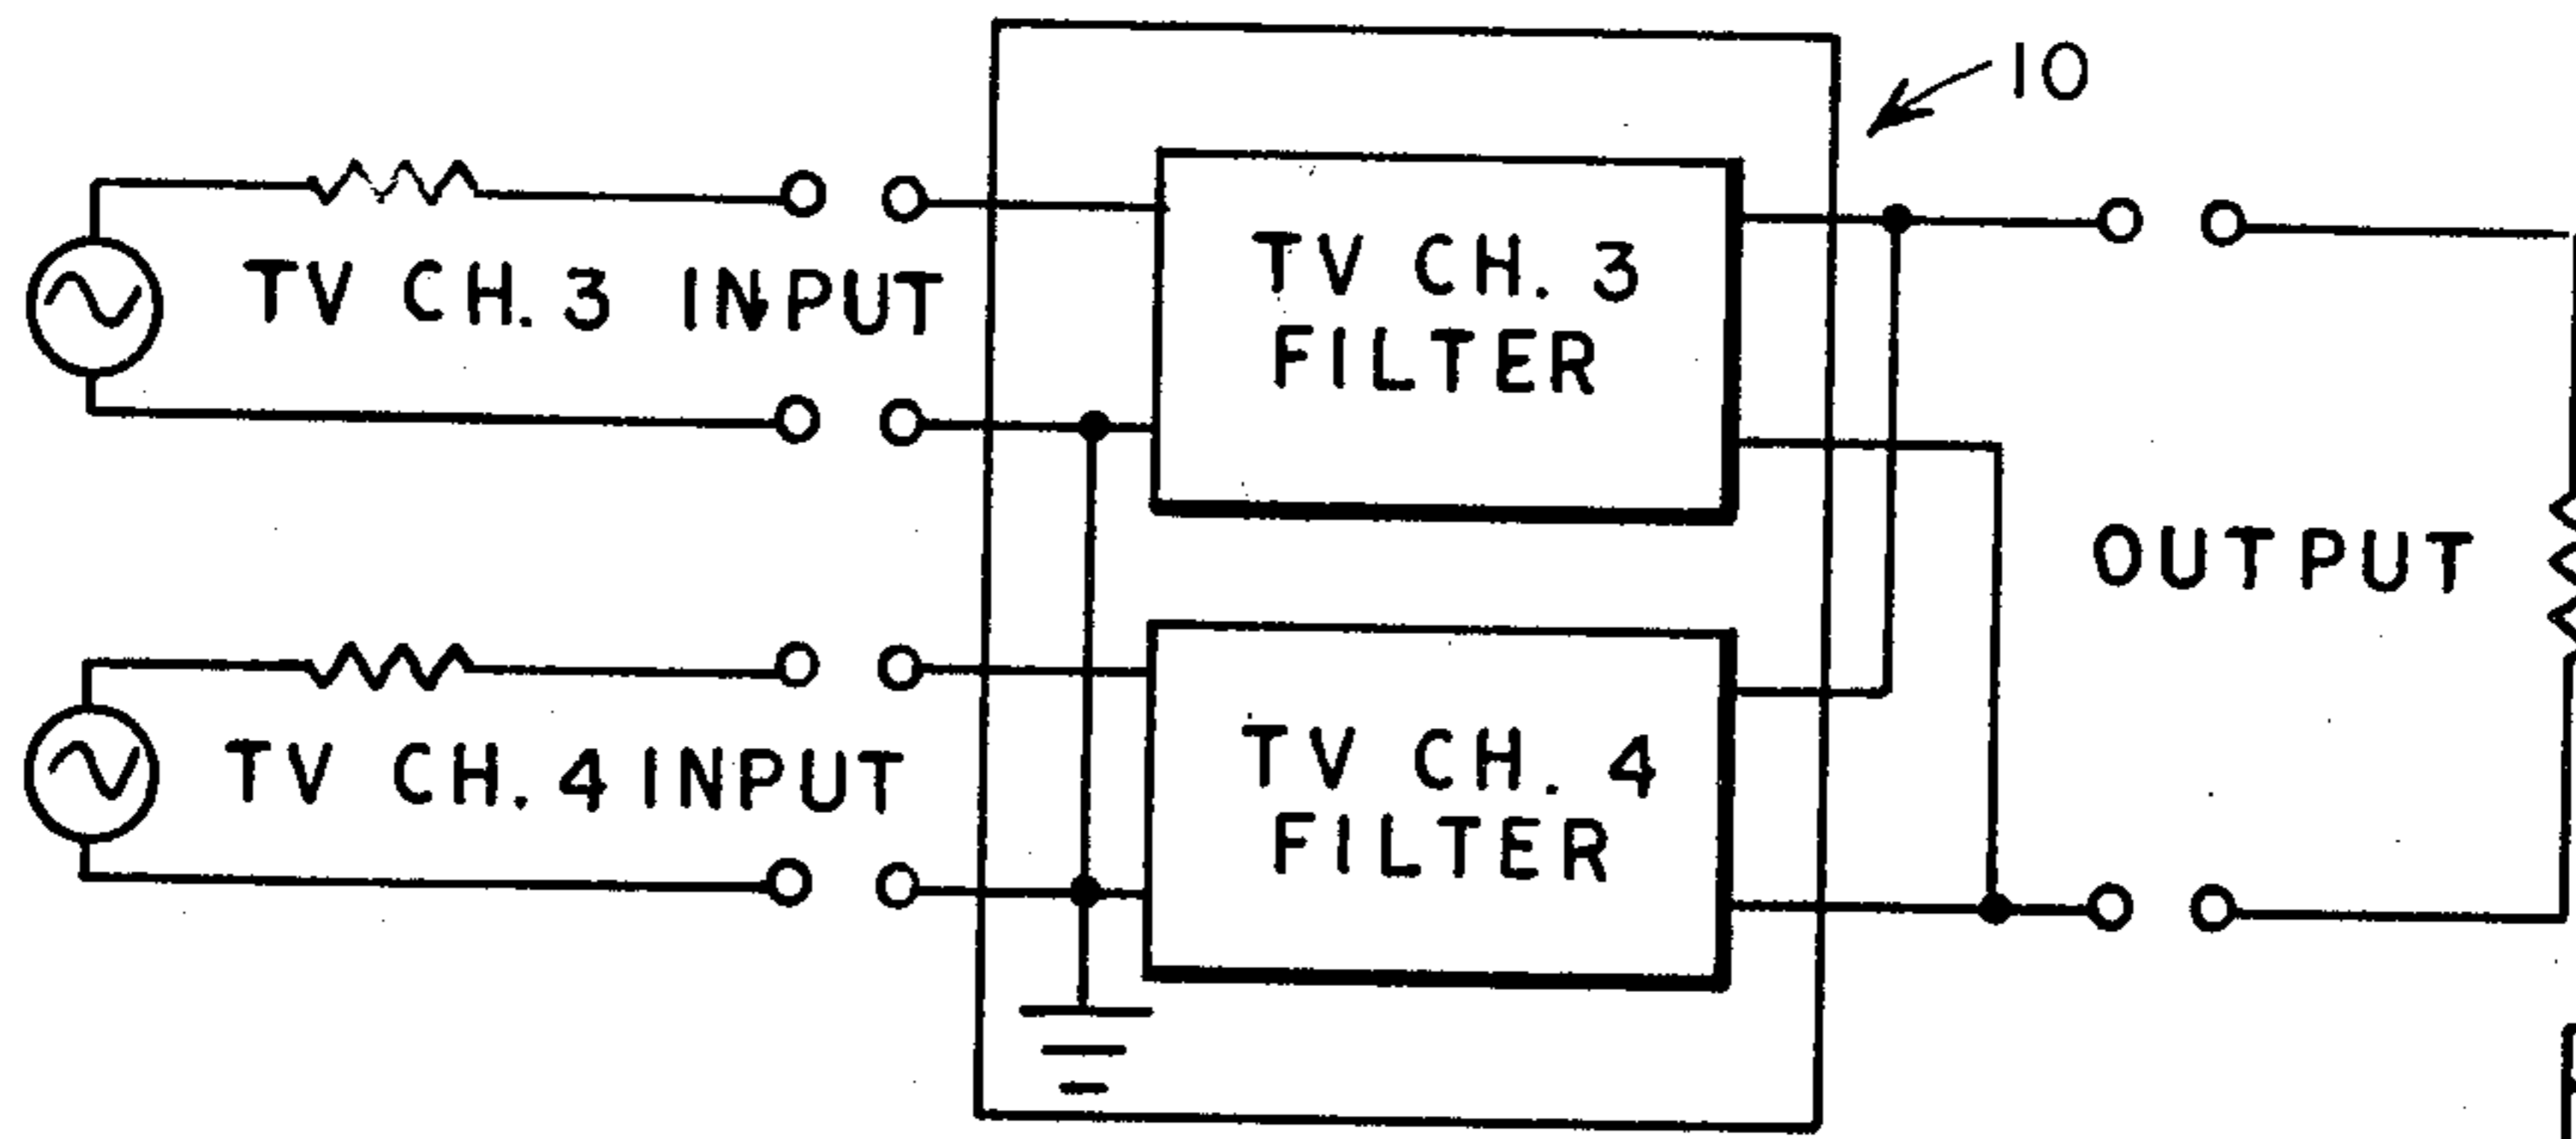 10
TV CH. 3 INPUT
TV CH. 3
FILTER
OUTPUT
TV CH. 4 INPUT
TV CH. 4
FILTER